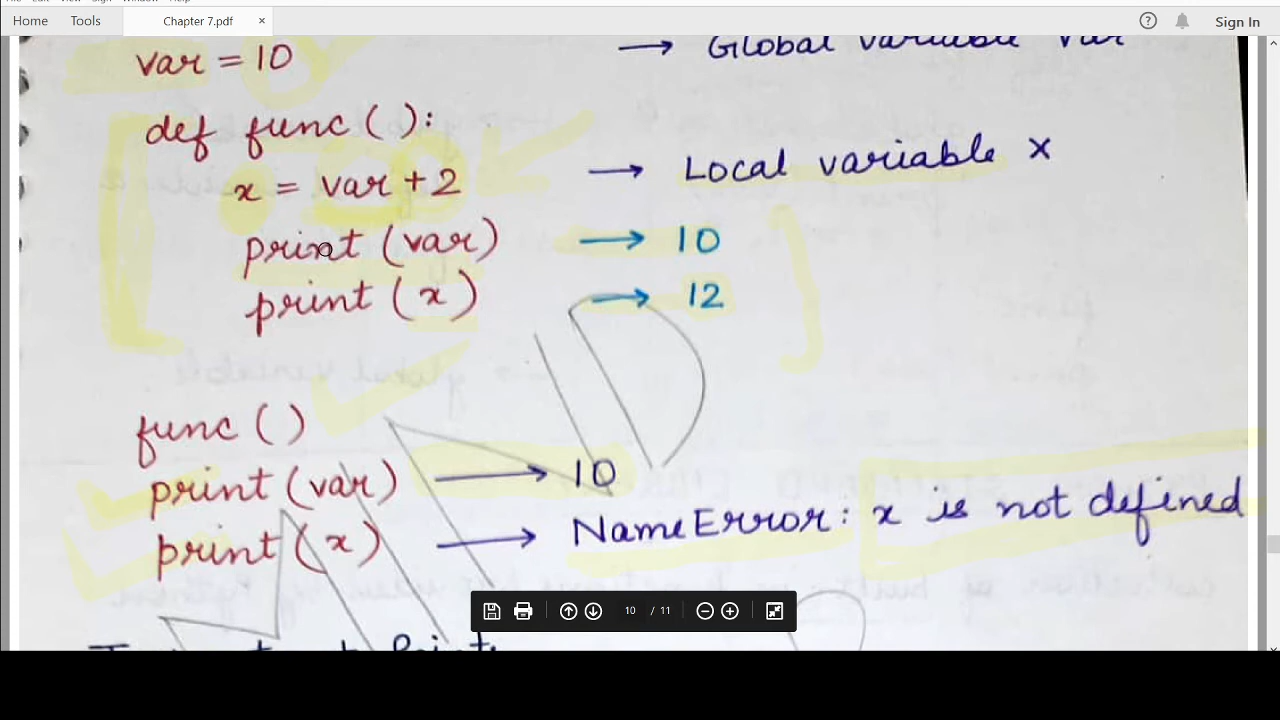 Home Tools Chapter 7.pdf × Sign In
var = 10 → Global variable var
def func ( ) :
x = var + 2 → Local variable x
print (var) → 10
print (x) → 12
func ( )
print (var) → 10
print (x) → NameError : x is not defined
10 / 11